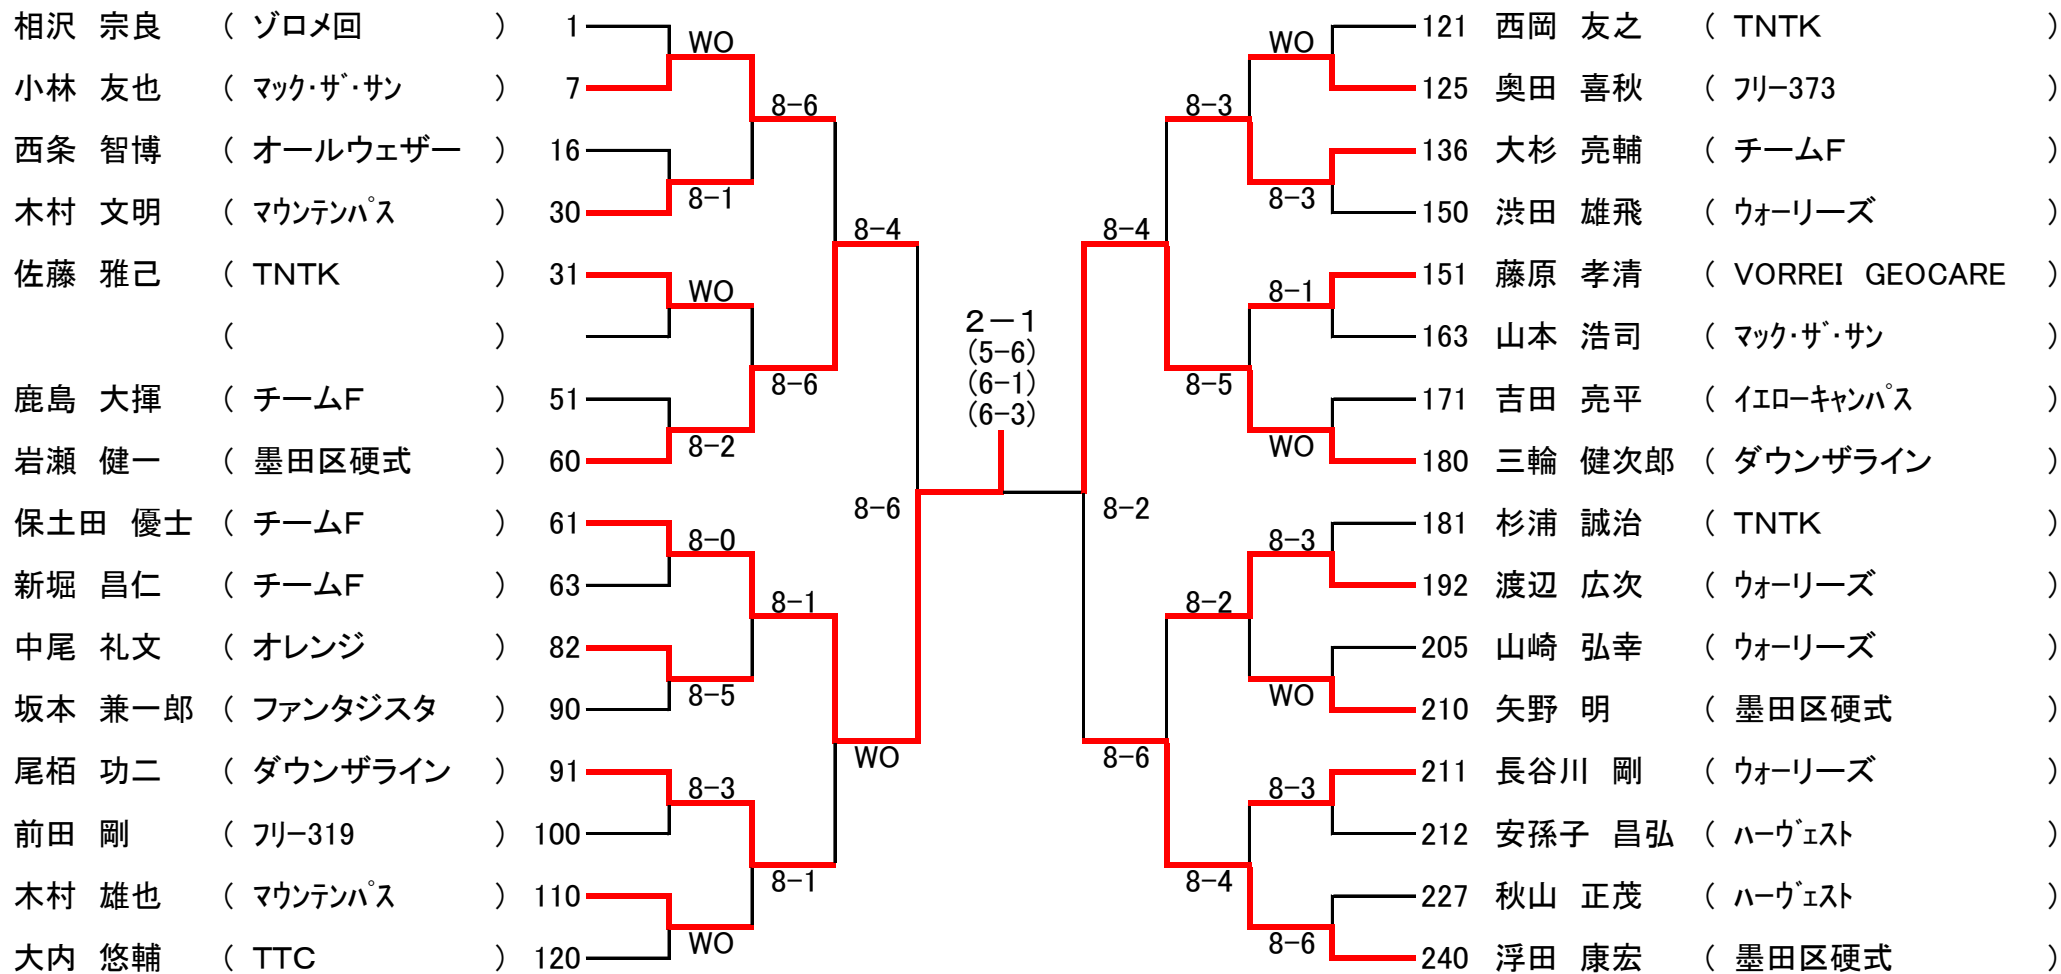 相沢 宗良 ( ゾロメ回 ) 1
小林 友也 ( マック・ザ・サン ) 7
西条 智博 ( オールウェザー ) 16
木村 文明 ( マウンテンパス ) 30
佐藤 雅己 ( TNTK ) 31
( )
鹿島 大揮 ( チームF ) 51
岩瀬 健一 ( 墨田区硬式 ) 60
保土田 優士 ( チームF ) 61
新堀 昌仁 ( チームF ) 63
中尾 礼文 ( オレンジ ) 82
坂本 兼一郎 ( ファンタジスタ ) 90
尾栢 功二 ( ダウンザライン ) 91
前田 剛 ( フリー319 ) 100
木村 雄也 ( マウンテンパス ) 110
大内 悠輔 ( TTC ) 120
WO
8-1
WO
8-2
8-0
8-5
8-3
WO
8-6
8-6
8-1
8-1
8-4
WO
8-6
2-1
(5-6)
(6-1)
(6-3)
8-2
8-4
8-6
8-3
8-5
8-2
8-4
WO
8-3
8-1
WO
8-3
WO
8-3
8-6
121 西岡 友之 ( TNTK )
125 奥田 喜秋 ( フリー373 )
136 大杉 亮輔 ( チームF )
150 渋田 雄飛 ( ウォーリーズ )
151 藤原 孝清 ( VORREI GEOCARE )
163 山本 浩司 ( マック・ザ・サン )
171 吉田 亮平 ( イエローキャンパス )
180 三輪 健次郎 ( ダウンザライン )
181 杉浦 誠治 ( TNTK )
192 渡辺 広次 ( ウォーリーズ )
205 山崎 弘幸 ( ウォーリーズ )
210 矢野 明 ( 墨田区硬式 )
211 長谷川 剛 ( ウォーリーズ )
212 安孫子 昌弘 ( ハーヴェスト )
227 秋山 正茂 ( ハーヴェスト )
240 浮田 康宏 ( 墨田区硬式 )